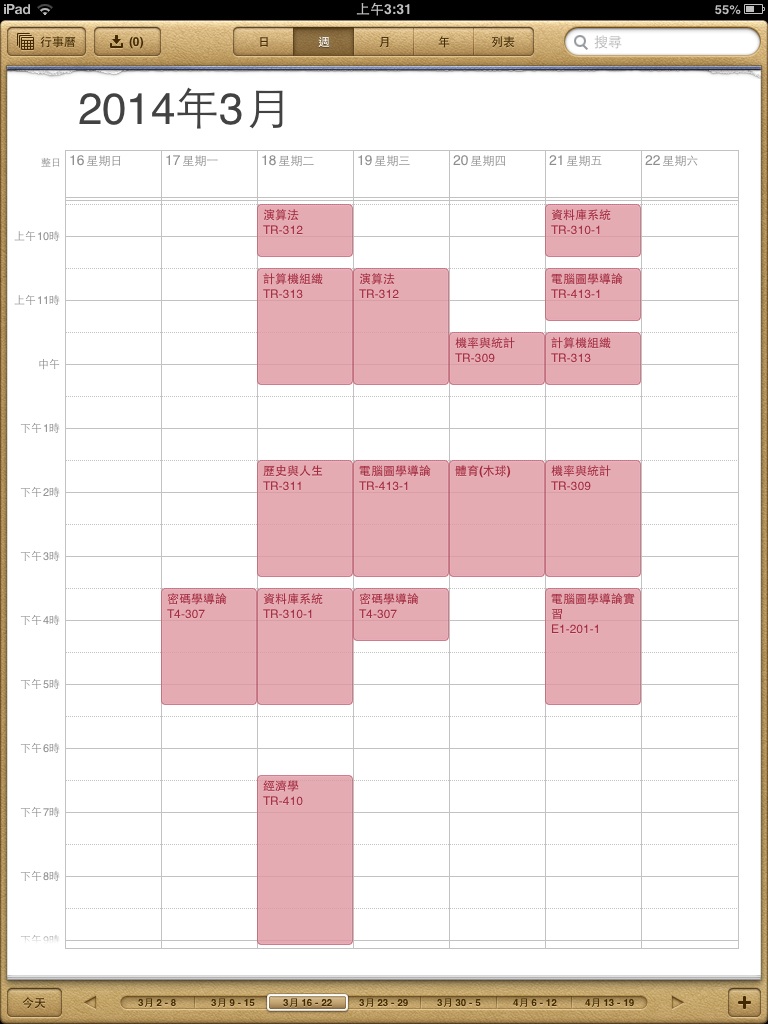 iPad 上午3:31 55%
行事曆 (0) 日 週 月 年 列表 搜尋
2014年3月
整日 16 星期日 17 星期一 18 星期二 19 星期三 20 星期四 21 星期五 22 星期六
演算法
TR-312
資料庫系統
TR-310-1
上午10時
計算機組織
TR-313
演算法
TR-312
電腦圖學導論
TR-413-1
上午11時
機率與統計
TR-309
計算機組織
TR-313
中午
下午1時
歷史與人生
TR-311
電腦圖學導論
TR-413-1
體育(木球)
機率與統計
TR-309
下午2時
下午3時
密碼學導論
T4-307
資料庫系統
TR-310-1
密碼學導論
T4-307
電腦圖學導論實
習
E1-201-1
下午4時
下午5時
下午6時
經濟學
TR-410
下午7時
下午8時
下午9時
今天 3月 2 - 8 3月 9 - 15 3月 16 - 22 3月 23 - 29 3月 30 - 5 4月 6 - 12 4月 13 - 19